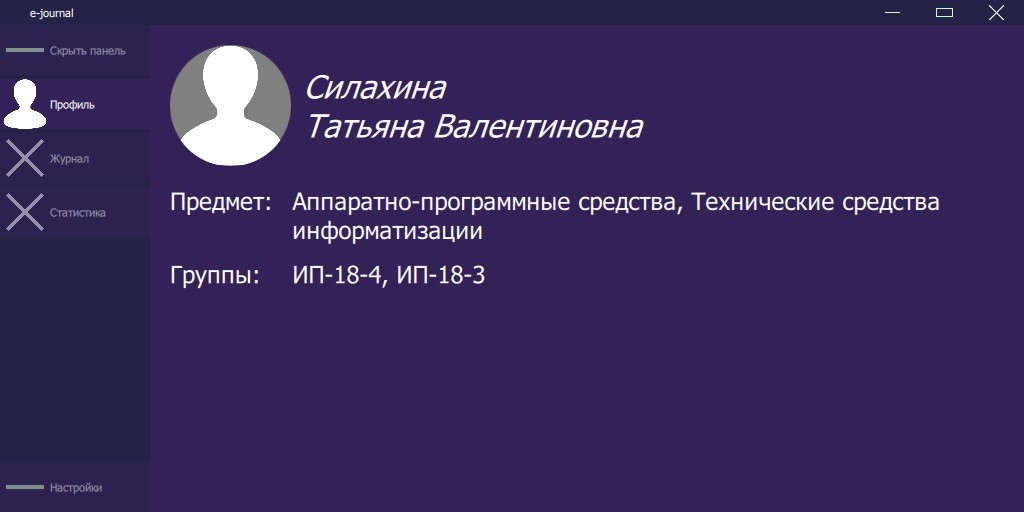 e-journal
Скрыть панель
Профиль
Журнал
Статистика
Настройки
Силахина
Татьяна Валентиновна
Предмет: Аппаратно-программные средства, Технические средства
информатизации
Группы: ИП-18-4, ИП-18-3